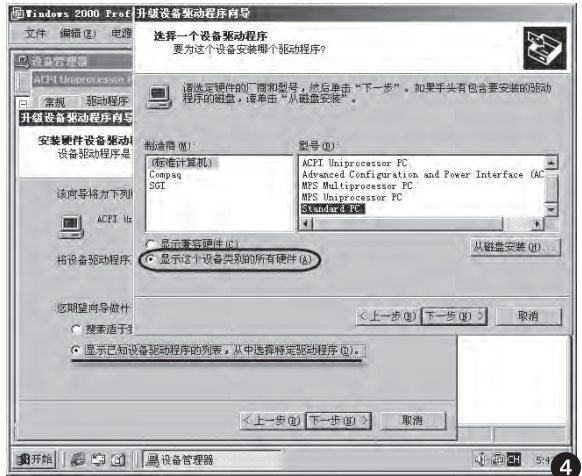 Windows 2000 Prof
文件 编辑(E) 电源
设备管理器
ACPI Uniprocessor P
常规 驱动程序
升级设备驱动程序向导
安装硬件设备驱动
设备驱动程序是
该向导将为下列
ACPI Un
将设备驱动程序
您期望向导做什
搜索适于我
显示已知设备驱动程序的列表，从中选择特定驱动程序(D)。
<上一步(B) 下一步(N)> 取消
升级设备驱动程序向导
选择一个设备驱动程序
要为这个设备安装哪个驱动程序?
请选定硬件的厂商和型号，然后单击“下一步”。如果手头有包含要安装的驱动
程序的磁盘，请单击“从磁盘安装”。
制造商(M)
(标准计算机)
Compaq
SGI
型号(D):
ACPI Uniprocessor PC
Advanced Configuration and Power Interface (AC
MPS Multiprocessor PC
MPS Uniprocessor PC
Standard PC
显示兼容硬件(C)
显示这个设备类别的所有硬件(A)
从磁盘安装(H)...
<上一步(B) 下一步(N)> 取消
开始 设备管理器 CH 5:4
4